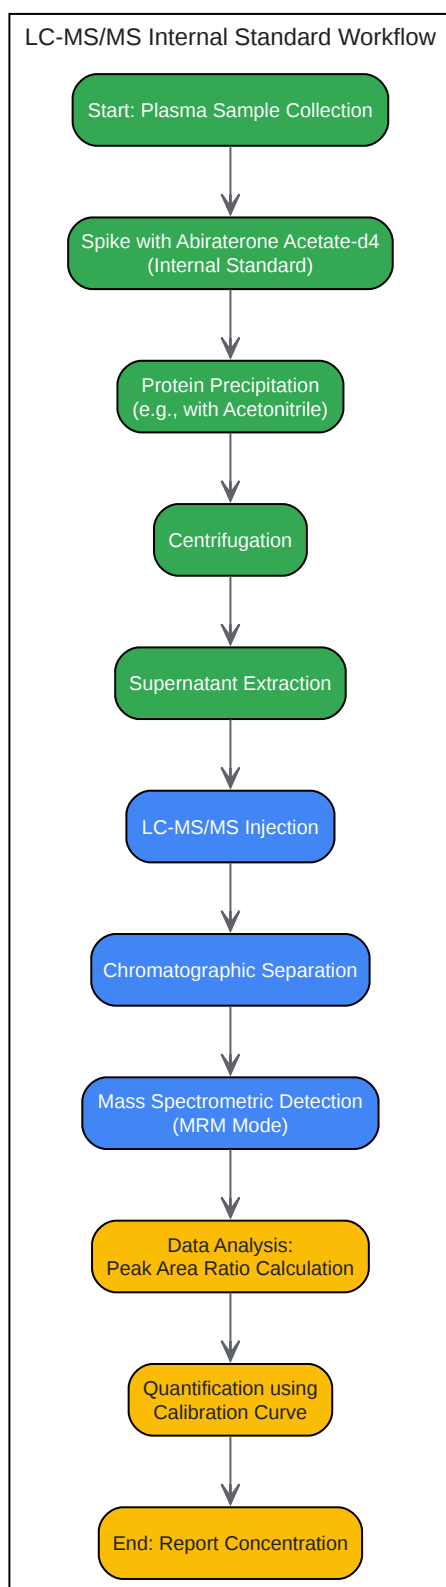 LC-MS/MS Internal Standard Workflow
Start: Plasma Sample Collection
Spike with Abiraterone Acetate-d4
(Internal Standard)
Protein Precipitation
(e.g., with Acetonitrile)
Centrifugation
Supernatant Extraction
LC-MS/MS Injection
Chromatographic Separation
Mass Spectrometric Detection
(MRM Mode)
Data Analysis:
Peak Area Ratio Calculation
Quantification using
Calibration Curve
End: Report Concentration